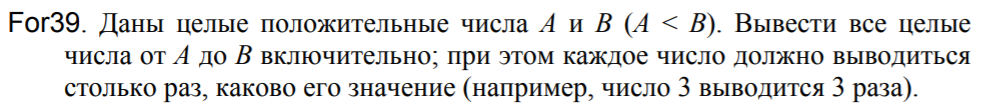 For39. Даны целые положительные числа A и B (A < B). Вывести все целые
числа от A до B включительно; при этом каждое число должно выводиться
столько раз, каково его значение (например, число 3 выводится 3 раза).